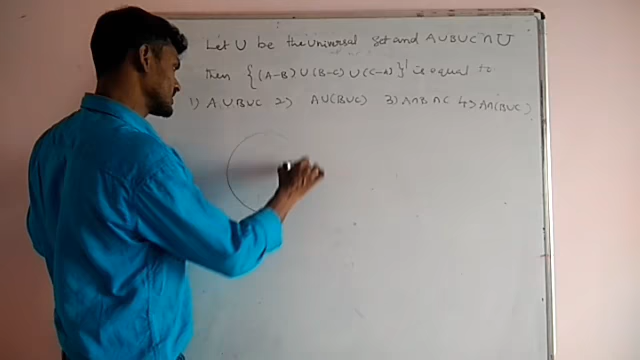 Let U be the Universal Set and A∪B∪C ∩ U
then {(A-B) ∪ (B-C) ∪ (C-A)}' is equal to
1) A∪B∪C 2) A∪(B∪C) 3) A∩B∩C 4) A∩(B∪C)